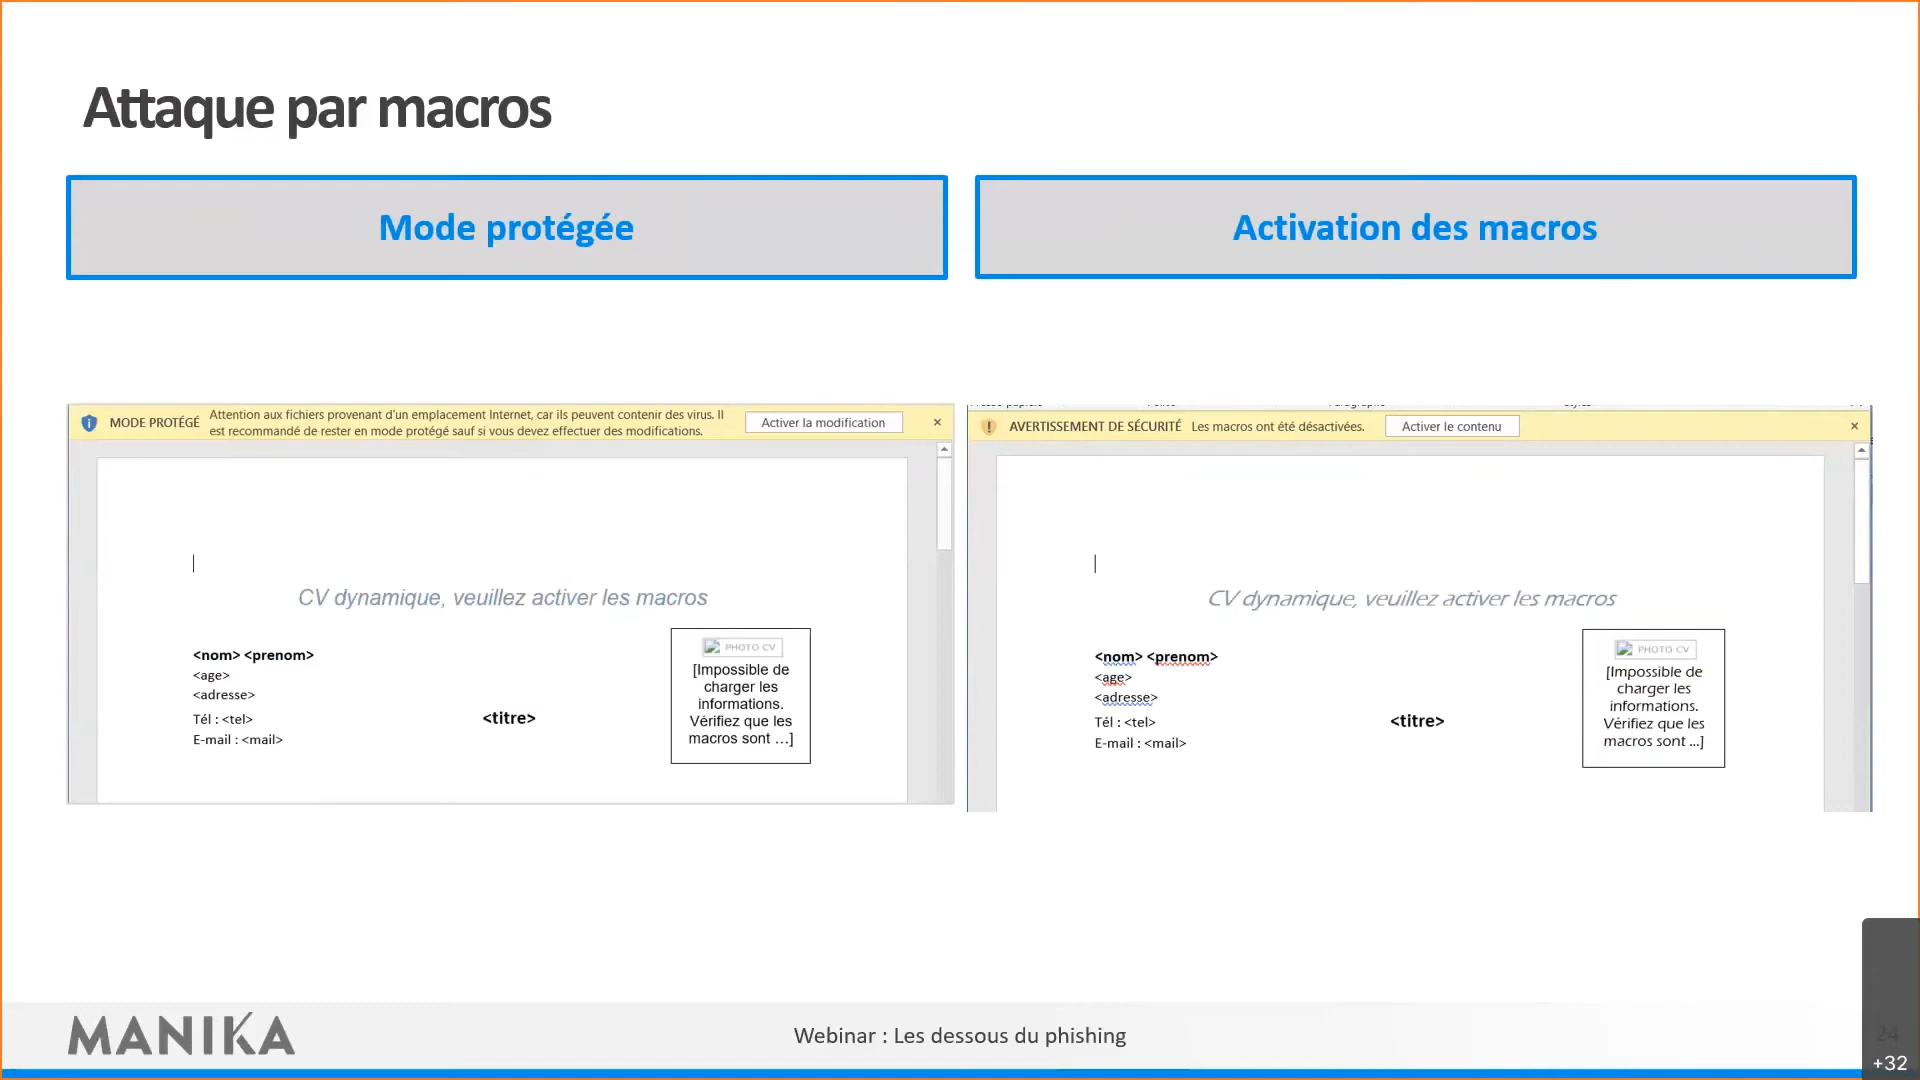 Attaque par macros
Mode protégée
Activation des macros
MODE PROTÉGÉ
Attention aux fichiers provenant d'un emplacement Internet, car ils peuvent contenir des virus. Il
est recommandé de rester en mode protégé sauf si vous devez effectuer des modifications.
Activer la modification
CV dynamique, veuillez activer les macros
<nom> <prenom>
<age>
<adresse>
Tél : <tel>
E-mail : <mail>
<titre>
PHOTO CV
[Impossible de
charger les
informations.
Vérifiez que les
macros sont ...]
AVERTISSEMENT DE SÉCURITÉ Les macros ont été désactivées.
Activer le contenu
CV dynamique, veuillez activer les macros
<nom> <prenom>
<age>
<adresse>
Tél : <tel>
E-mail : <mail>
<titre>
PHOTO CV
[Impossible de
charger les
informations.
Vérifiez que les
macros sont ...]
MANIKA
Webinar : Les dessous du phishing
24
+32